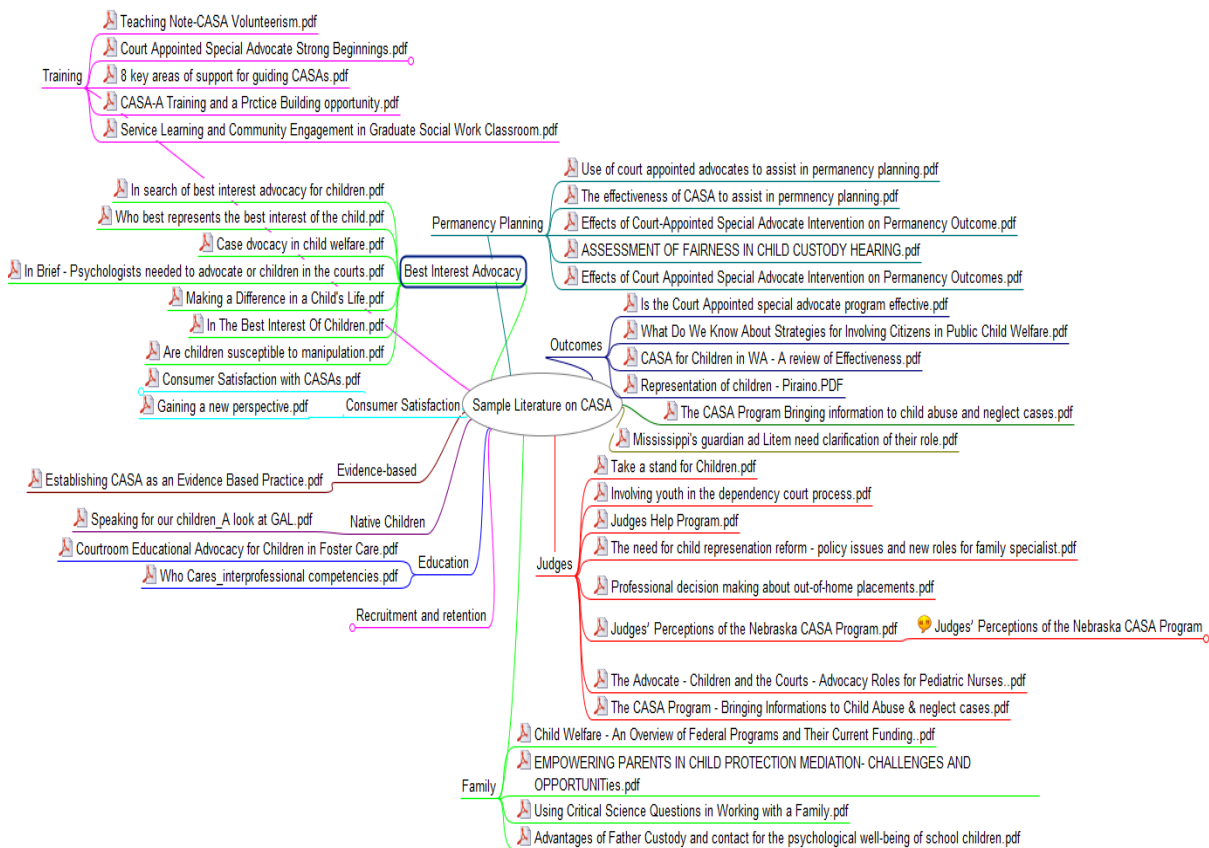 Teaching Note-CASA Volunteerism.pdf
Court Appointed Special Advocate Strong Beginnings.pdf
Training
8 key areas of support for guiding CASAs.pdf
CASA-A Training and a Prctice Building opportunity.pdf
Service Learning and Community Engagement in Graduate Social Work Classroom.pdf
In search of best interest advocacy for children.pdf
Who best represents the best interest of the child.pdf
Case dvocacy in child welfare.pdf
In Brief - Psychologists needed to advocate or children in the courts.pdf
Best Interest Advocacy
Making a Difference in a Child's Life.pdf
In The Best Interest Of Children.pdf
Are children susceptible to manipulation.pdf
Permanency Planning
Use of court appointed advocates to assist in permanency planning.pdf
The effectiveness of CASA to assist in permnency planning.pdf
Effects of Court-Appointed Special Advocate Intervention on Permanency Outcome.pdf
ASSESSMENT OF FAIRNESS IN CHILD CUSTODY HEARING.pdf
Effects of Court Appointed Special Advocate Intervention on Permanency Outcomes.pdf
Outcomes
Is the Court Appointed special advocate program effective.pdf
What Do We Know About Strategies for Involving Citizens in Public Child Welfare.pdf
CASA for Children in WA - A review of Effectiveness.pdf
Representation of children - Piraino.PDF
Consumer Satisfaction with CASAs.pdf
Gaining a new perspective.pdf
Consumer Satisfaction
Sample Literature on CASA
The CASA Program Bringing information to child abuse and neglect cases.pdf
Mississippi's guardian ad Litem need clarification of their role.pdf
Evidence-based
Establishing CASA as an Evidence Based Practice.pdf
Speaking for our children_A look at GAL.pdf
Native Children
Courtroom Educational Advocacy for Children in Foster Care.pdf
Education
Who Cares_interprofessional competencies.pdf
Recruitment and retention
Judges
Take a stand for Children.pdf
Involving youth in the dependency court process.pdf
Judges Help Program.pdf
The need for child represenation reform - policy issues and new roles for family specialist.pdf
Professional decision making about out-of-home placements.pdf
Judges' Perceptions of the Nebraska CASA Program.pdf
Judges' Perceptions of the Nebraska CASA Program
The Advocate - Children and the Courts - Advocacy Roles for Pediatric Nurses..pdf
The CASA Program - Bringing Informations to Child Abuse & neglect cases.pdf
Family
Child Welfare - An Overview of Federal Programs and Their Current Funding..pdf
EMPOWERING PARENTS IN CHILD PROTECTION MEDIATION- CHALLENGES AND
OPPORTUNITies.pdf
Using Critical Science Questions in Working with a Family.pdf
Advantages of Father Custody and contact for the psychological well-being of school children.pdf